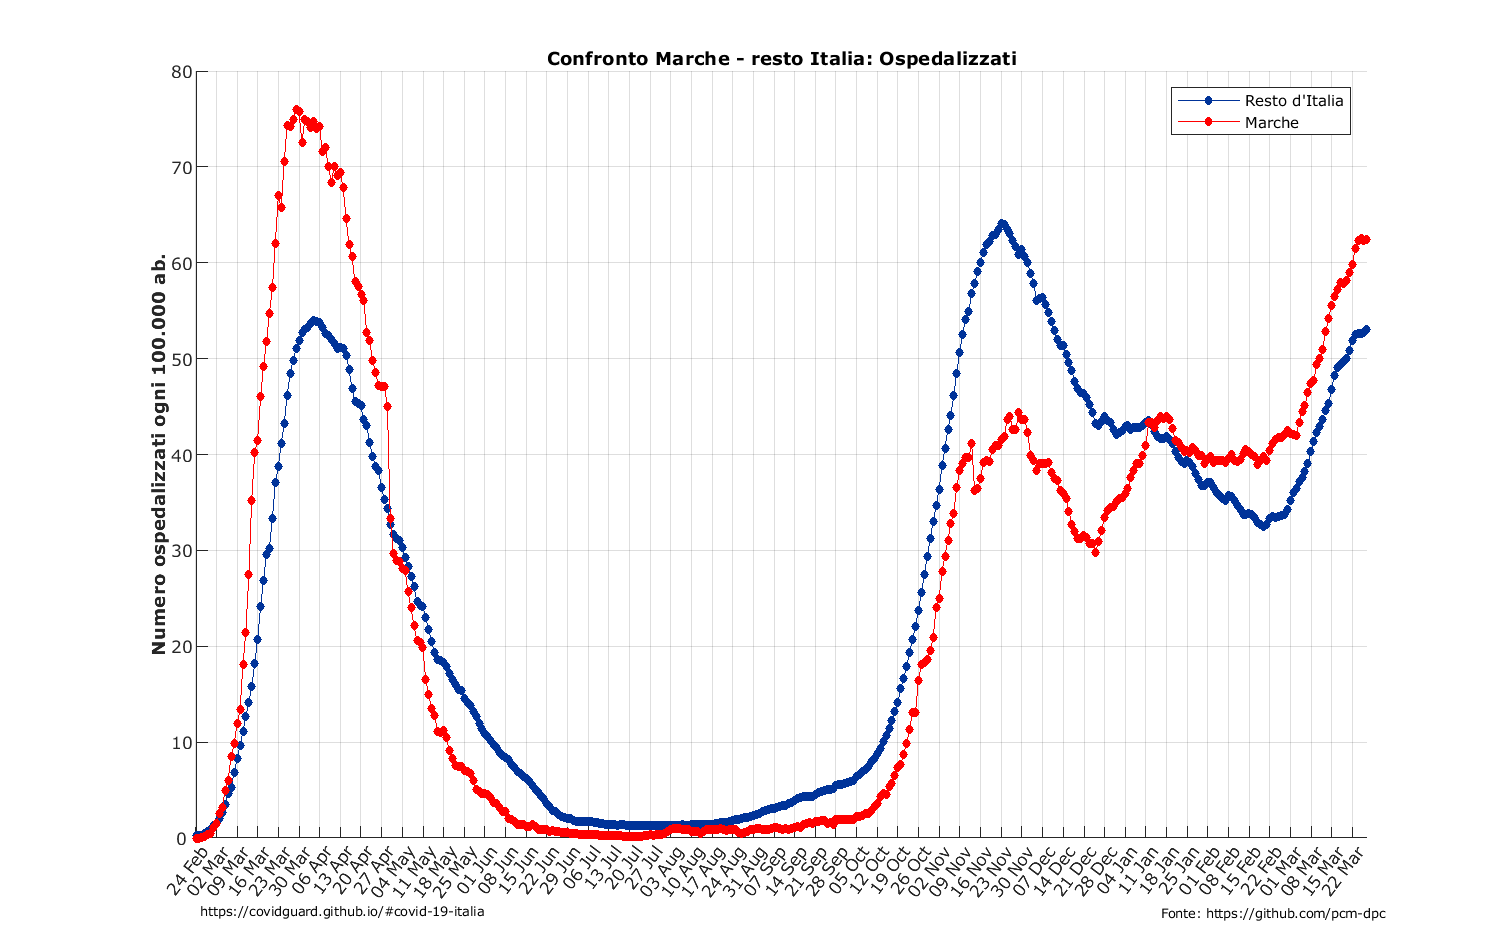 Confronto Marche - resto Italia: Ospedalizzati
Resto d'Italia
Marche
Numero ospedalizzati ogni 100.000 ab.
80
70
60
50
40
30
20
10
0
24 Feb
02 Mar
09 Mar
16 Mar
23 Mar
30 Mar
06 Apr
13 Apr
20 Apr
27 Apr
04 May
11 May
18 May
25 May
01 Jun
08 Jun
15 Jun
22 Jun
29 Jun
06 Jul
13 Jul
20 Jul
27 Jul
03 Aug
10 Aug
17 Aug
24 Aug
31 Aug
07 Sep
14 Sep
21 Sep
28 Sep
05 Oct
12 Oct
19 Oct
26 Oct
02 Nov
09 Nov
16 Nov
23 Nov
30 Nov
07 Dec
14 Dec
21 Dec
28 Dec
04 Jan
11 Jan
18 Jan
25 Jan
01 Feb
08 Feb
15 Feb
22 Feb
01 Mar
08 Mar
15 Mar
22 Mar
https://covidguard.github.io/#covid-19-italia
Fonte: https://github.com/pcm-dpc